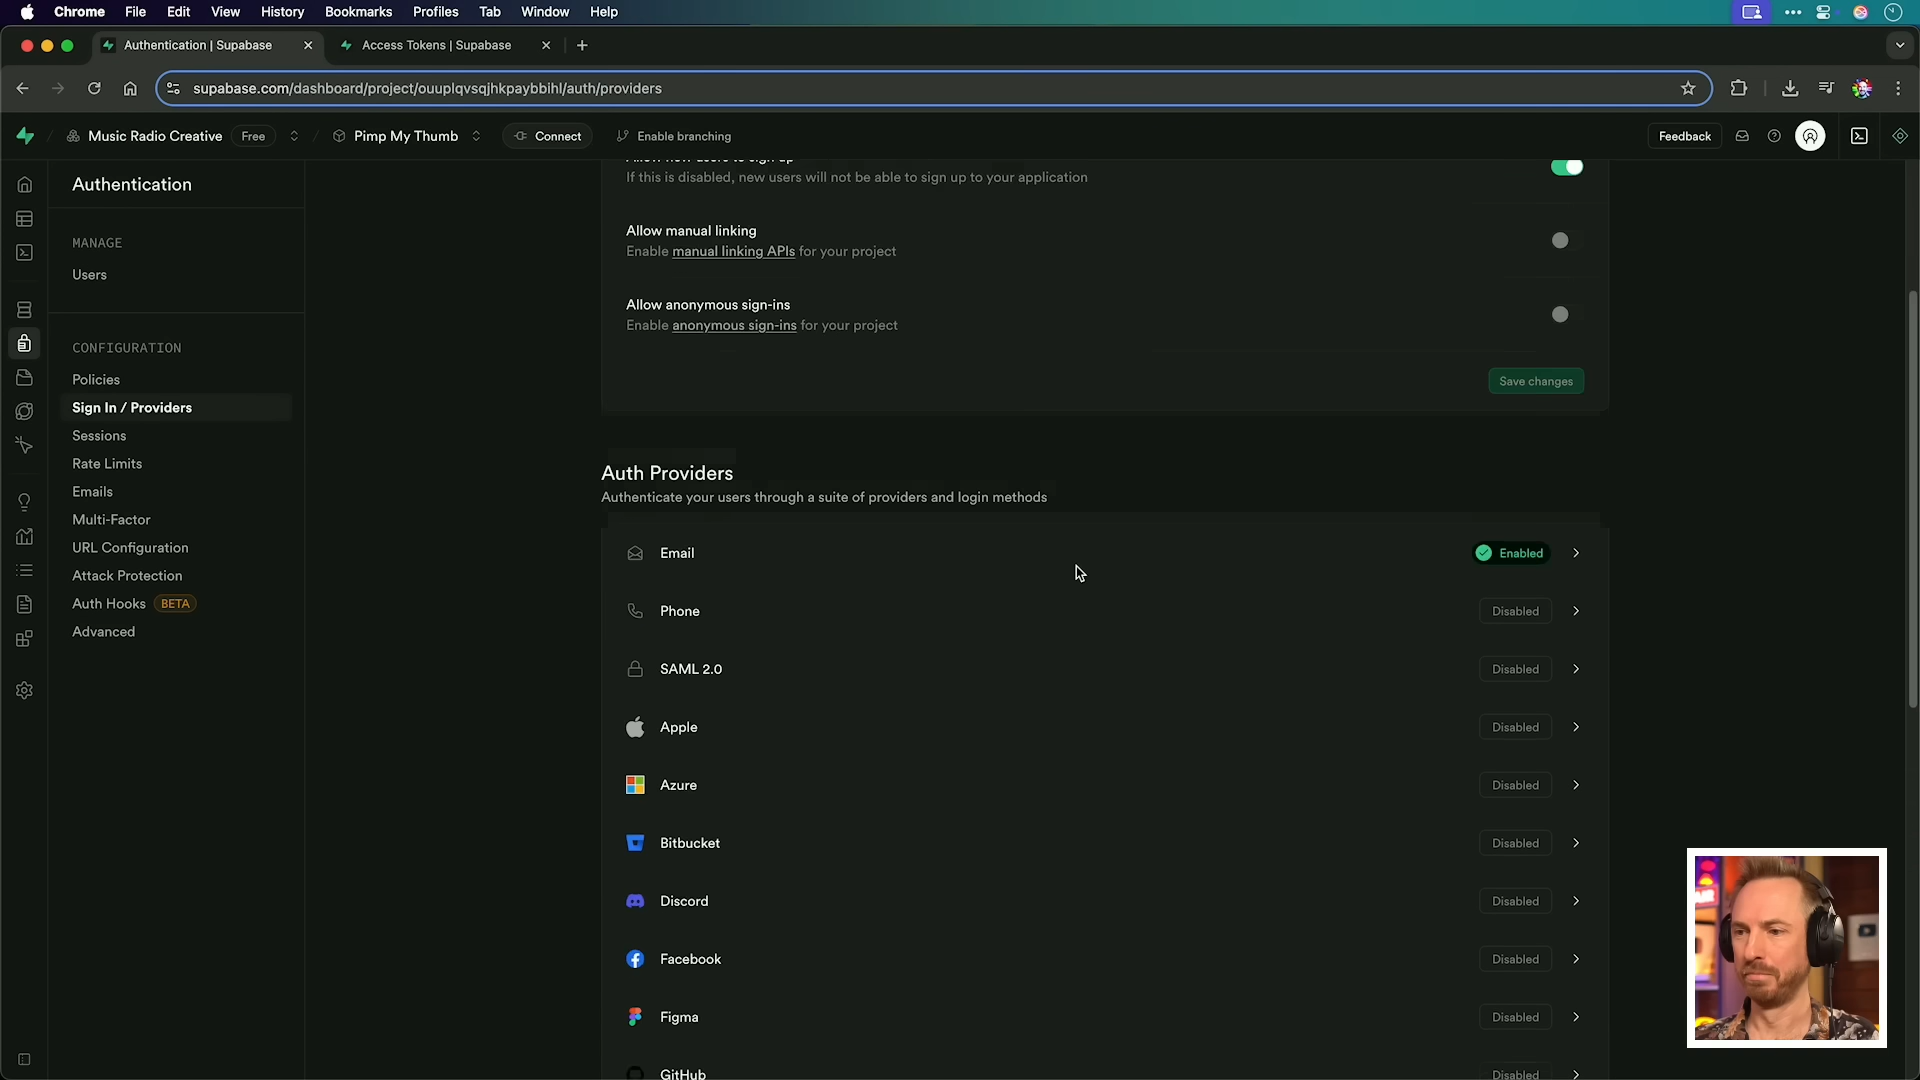 Chrome File Edit View History Bookmarks Profiles Tab Window Help
Authentication | Supabase
Access Tokens | Supabase
supabase.com/dashboard/project/ouuplqvsqjhkpaybbihl/auth/providers
Music Radio Creative Free
Pimp My Thumb
Connect
Enable branching
Feedback
Authentication
MANAGE
Users
CONFIGURATION
Policies
Sign In / Providers
Sessions
Rate Limits
Emails
Multi-Factor
URL Configuration
Attack Protection
Auth Hooks BETA
Advanced
Allow new users to sign up
If this is disabled, new users will not be able to sign up to your application
Allow manual linking
Enable manual linking APIs for your project
Allow anonymous sign-ins
Enable anonymous sign-ins for your project
Save changes
Auth Providers
Authenticate your users through a suite of providers and login methods
Email Enabled
Phone Disabled
SAML 2.0 Disabled
Apple Disabled
Azure Disabled
Bitbucket Disabled
Discord Disabled
Facebook Disabled
Figma Disabled
GitHub Disabled